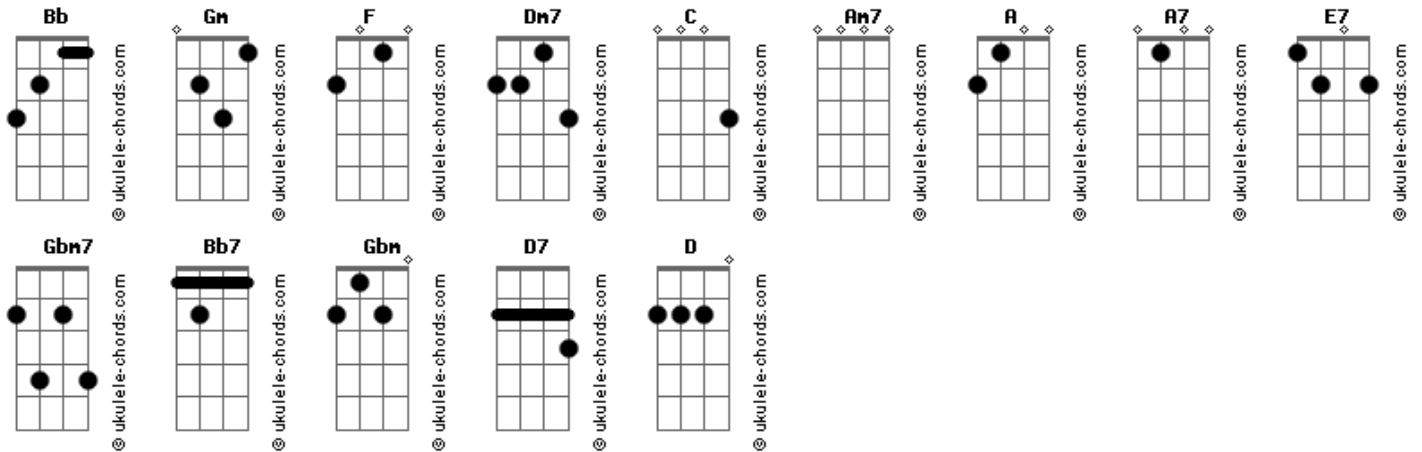 Bb Gm F Dm7 C Am7 A A7 E7
© ukulele-chords.com © ukulele-chords.com © ukulele-chords.com © ukulele-chords.com © ukulele-chords.com © ukulele-chords.com © ukulele-chords.com © ukulele-chords.com © ukulele-chords.com
Gbm7 Bb7 Gbm D7 D
© ukulele-chords.com © ukulele-chords.com © ukulele-chords.com © ukulele-chords.com © ukulele-chords.com